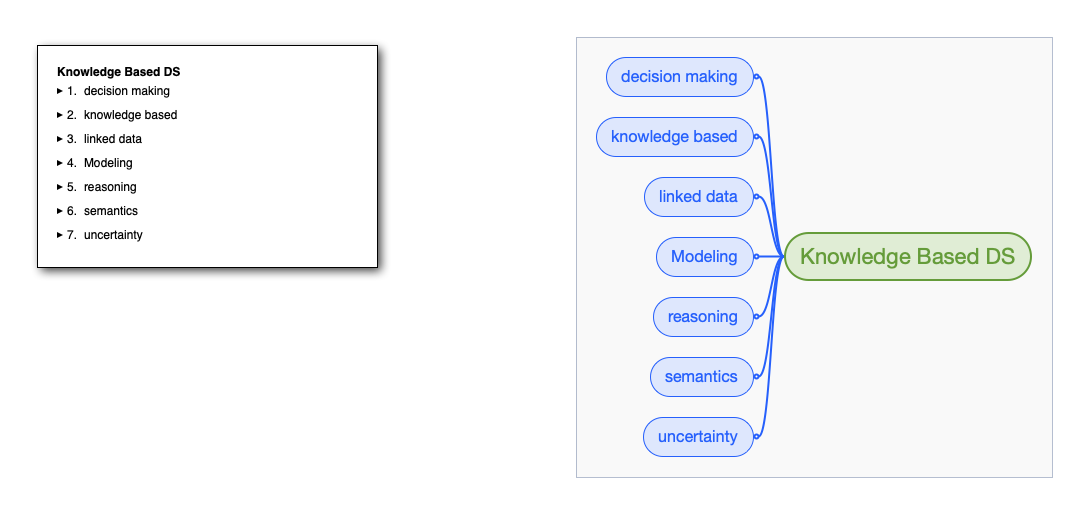 Knowledge Based DS
1. decision making
2. knowledge based
3. linked data
4. Modeling
5. reasoning
6. semantics
7. uncertainty
decision making
knowledge based
linked data
Modeling
reasoning
semantics
uncertainty
Knowledge Based DS